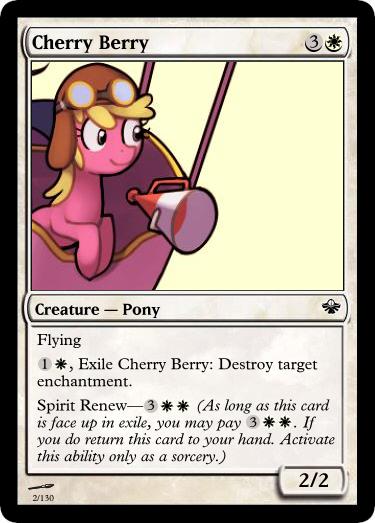 Cherry Berry 3
Creature — Pony
Flying
1, Exile Cherry Berry: Destroy target
enchantment.
Spirit Renew—3 (As long as this card
is face up in exile, you may pay 3. If
you do return this card to your hand. Activate
this ability only as a sorcery.)
2/2
2/130